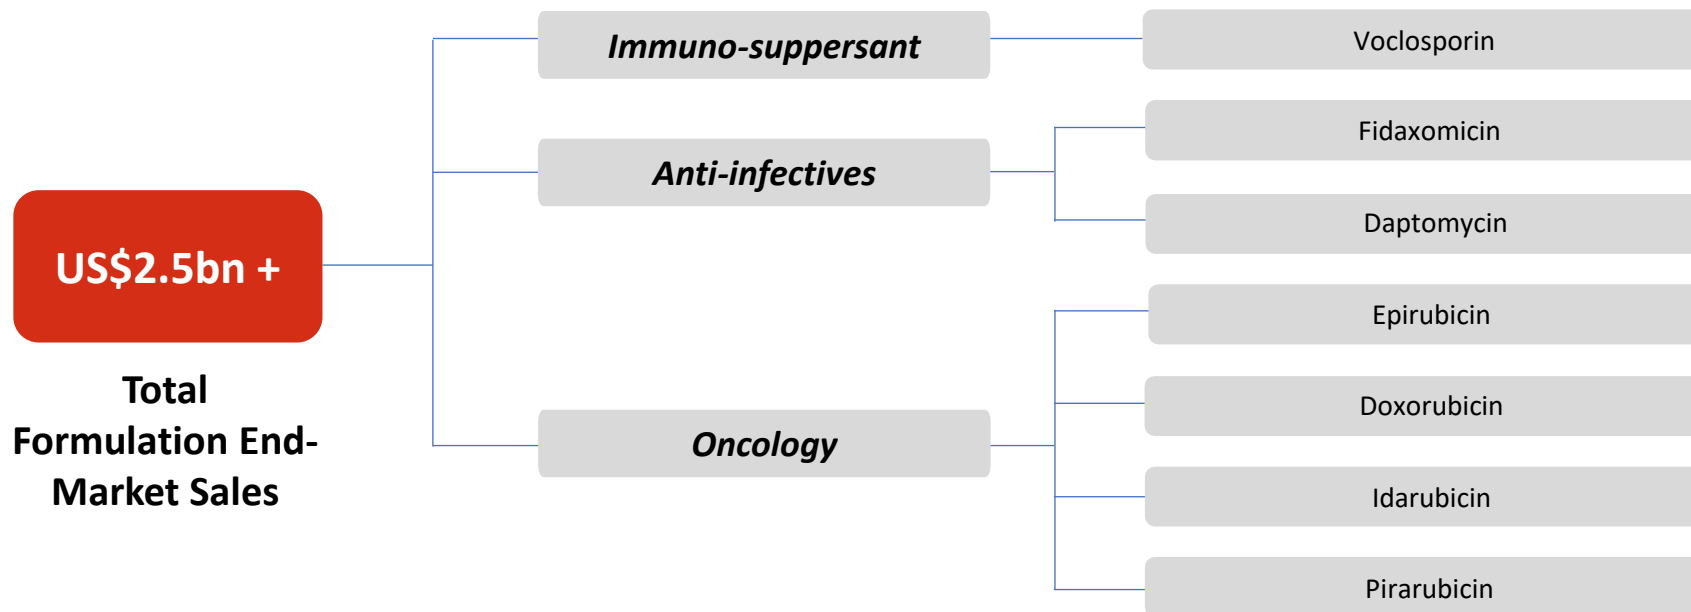 Immuno-suppersant
Voclosporin
Fidaxomicin
Anti-infectives
Daptomycin
US$2.5bn +
Epirubicin
Total
Formulation End-
Market Sales
Doxorubicin
Oncology
Idarubicin
Pirarubicin